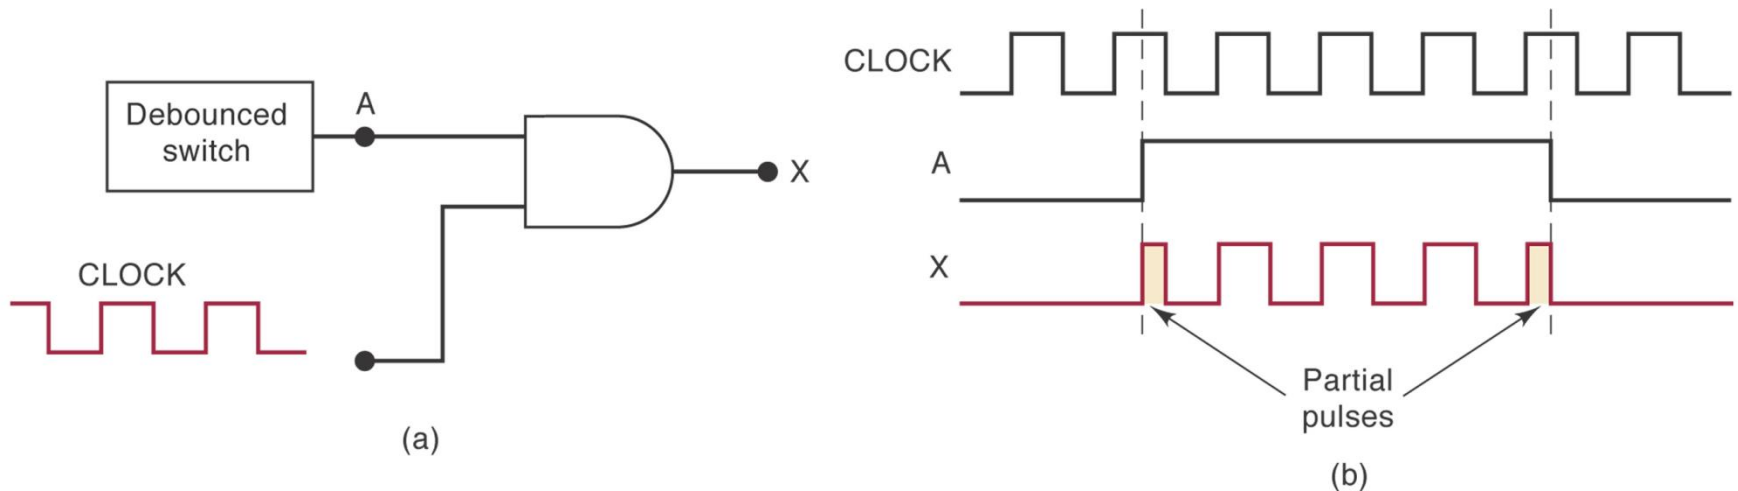 Debounced
switch
A
X
CLOCK
(a)
CLOCK
A
X
Partial
pulses
(b)